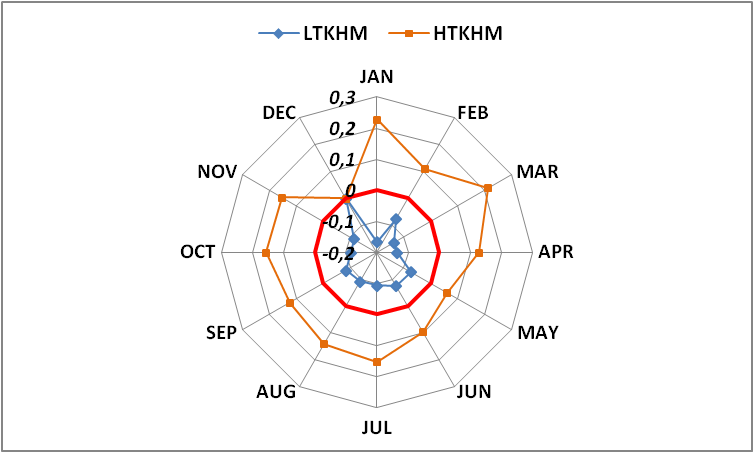 LTKHM HTKHM
JAN
0,3
DEC FEB
0,2
0,1
NOV MAR
0
-0,1
OCT -0,2 APR
SEP MAY
AUG JUN
JUL